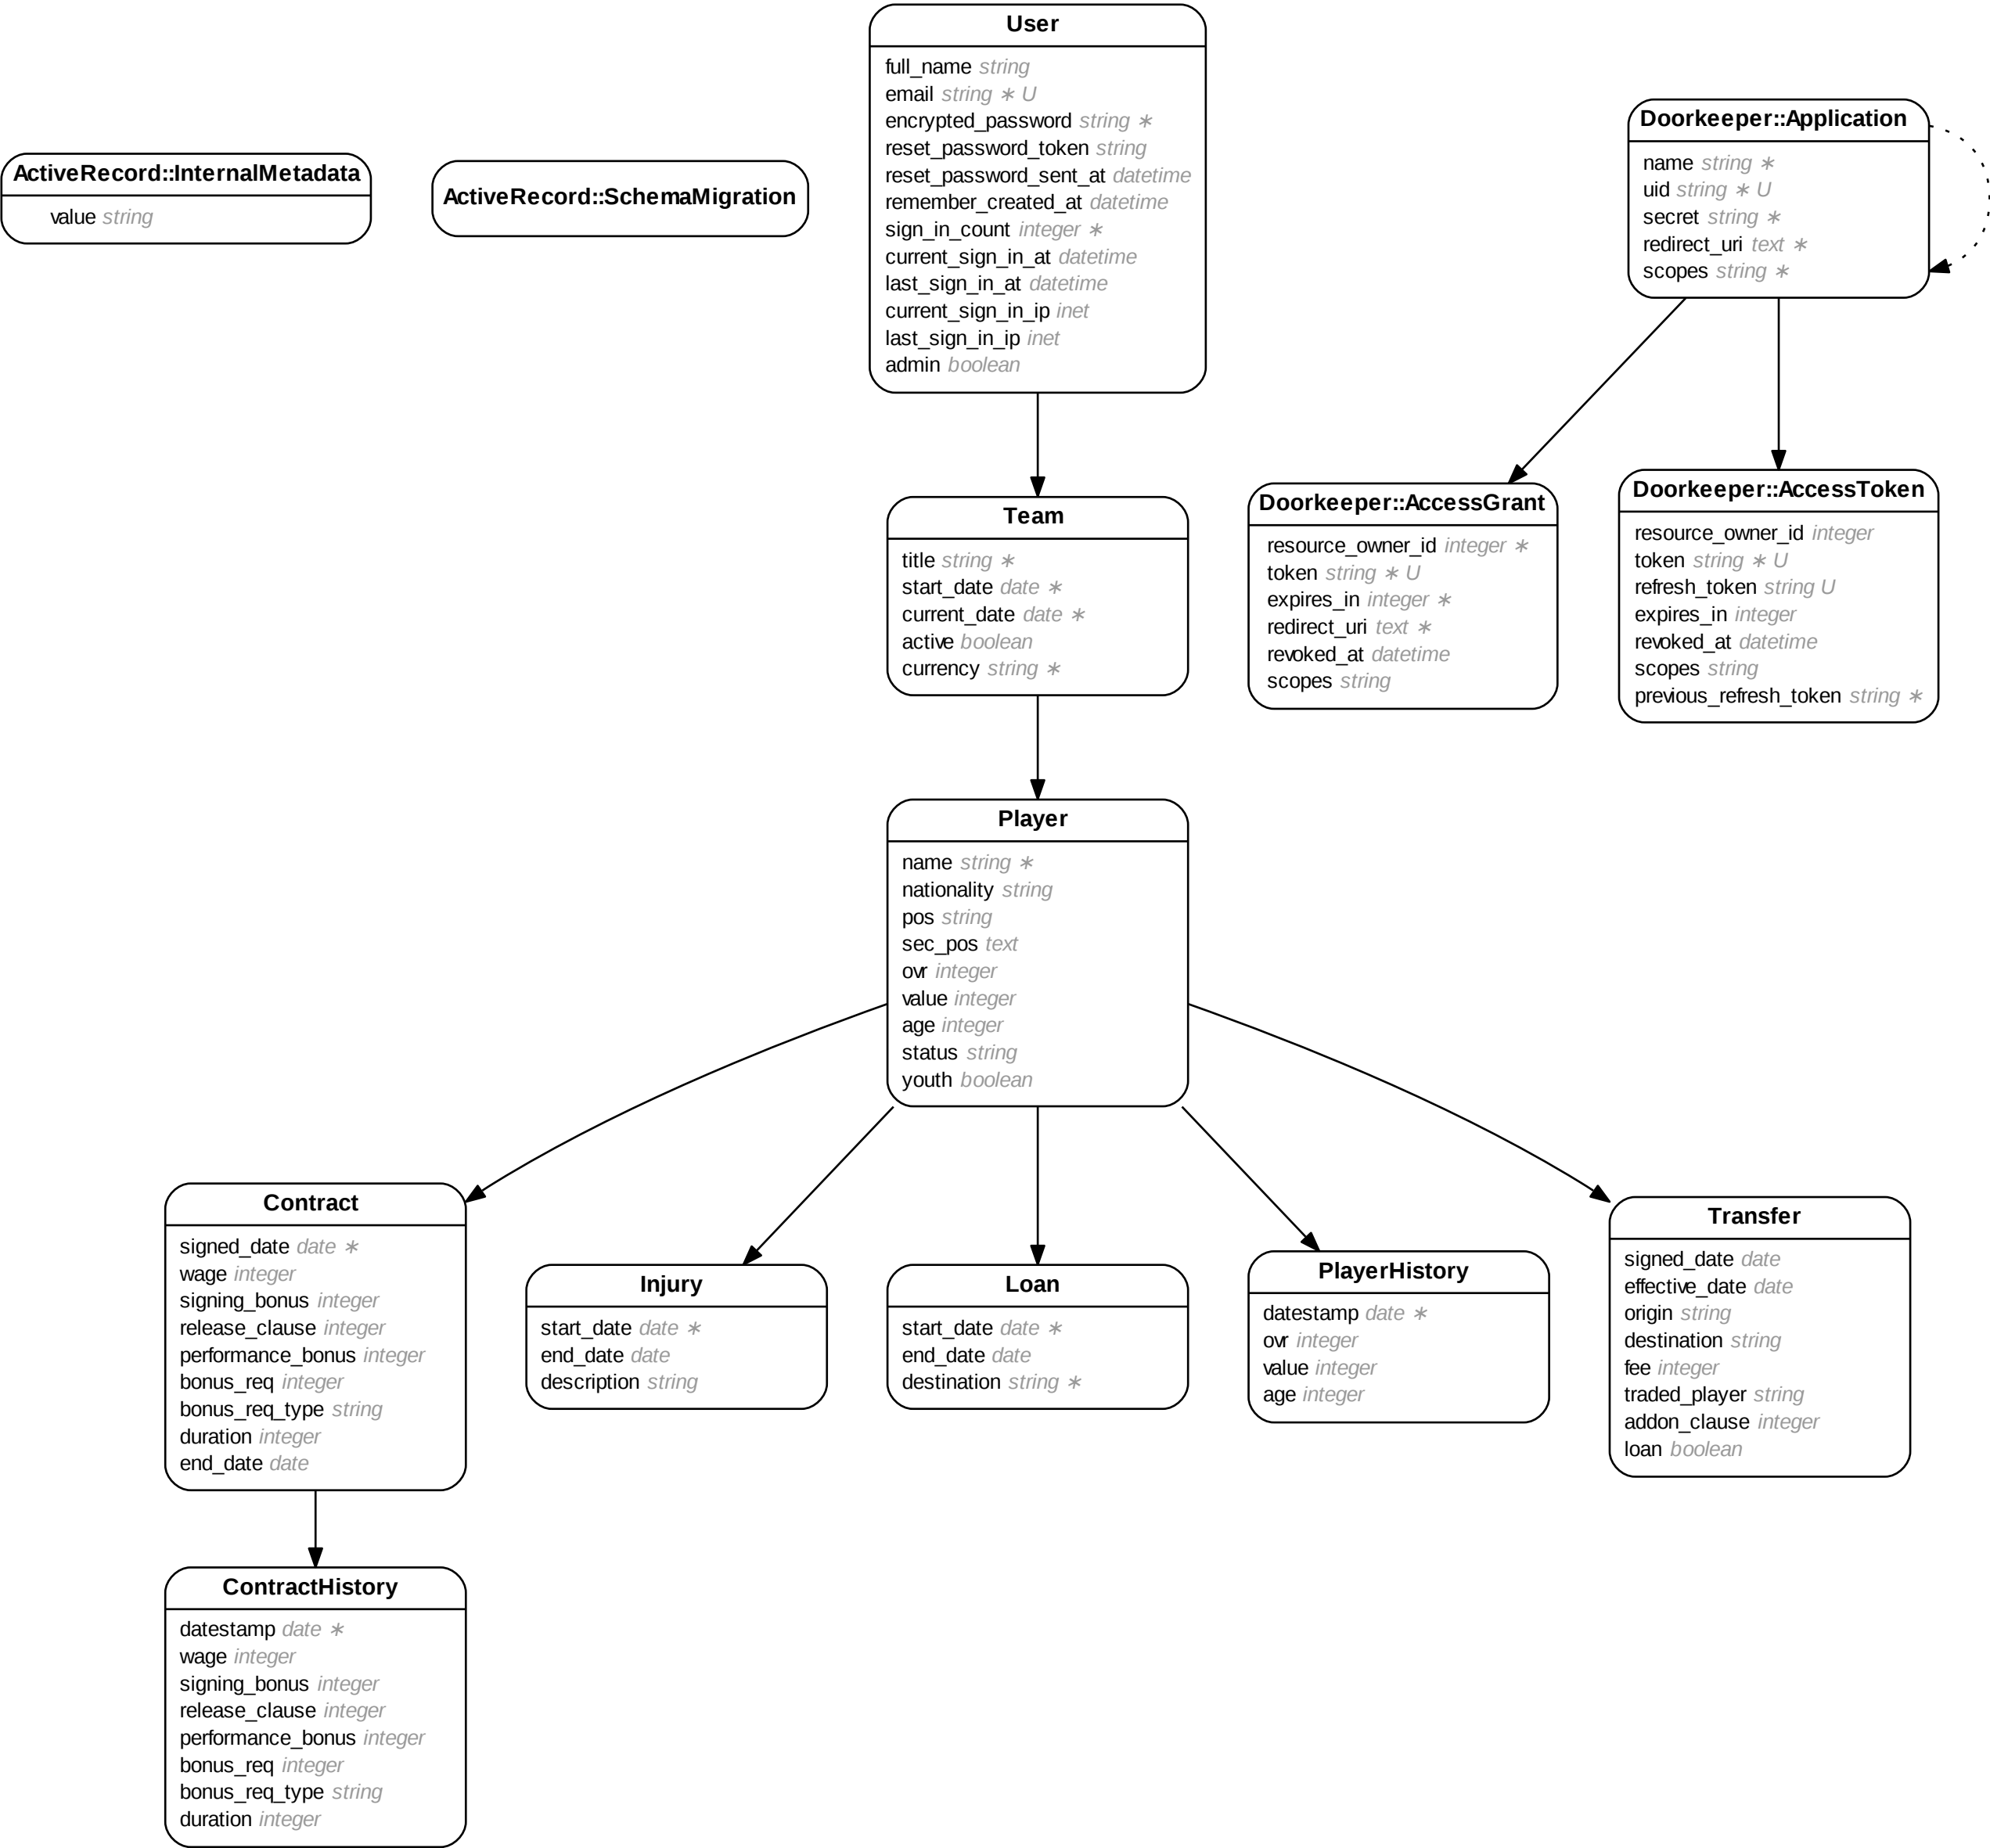 User
full_name string
email string ∗ U
encrypted_password string ∗
reset_password_token string
reset_password_sent_at datetime
remember_created_at datetime
sign_in_count integer ∗
current_sign_in_at datetime
last_sign_in_at datetime
current_sign_in_ip inet
last_sign_in_ip inet
admin boolean
Doorkeeper::Application
name string ∗
uid string ∗ U
secret string ∗
redirect_uri text ∗
scopes string ∗
ActiveRecord::InternalMetadata
value string
ActiveRecord::SchemaMigration
Team
title string ∗
start_date date ∗
current_date date ∗
active boolean
currency string ∗
Doorkeeper::AccessGrant
resource_owner_id integer ∗
token string ∗ U
expires_in integer ∗
redirect_uri text ∗
revoked_at datetime
scopes string
Doorkeeper::AccessToken
resource_owner_id integer
token string ∗ U
refresh_token string U
expires_in integer
revoked_at datetime
scopes string
previous_refresh_token string ∗
Player
name string ∗
nationality string
pos string
sec_pos text
ovr integer
value integer
age integer
status string
youth boolean
Contract
signed_date date ∗
wage integer
signing_bonus integer
release_clause integer
performance_bonus integer
bonus_req integer
bonus_req_type string
duration integer
end_date date
Injury
start_date date ∗
end_date date
description string
Loan
start_date date ∗
end_date date
destination string ∗
PlayerHistory
datestamp date ∗
ovr integer
value integer
age integer
Transfer
signed_date date
effective_date date
origin string
destination string
fee integer
traded_player string
addon_clause integer
loan boolean
ContractHistory
datestamp date ∗
wage integer
signing_bonus integer
release_clause integer
performance_bonus integer
bonus_req integer
bonus_req_type string
duration integer